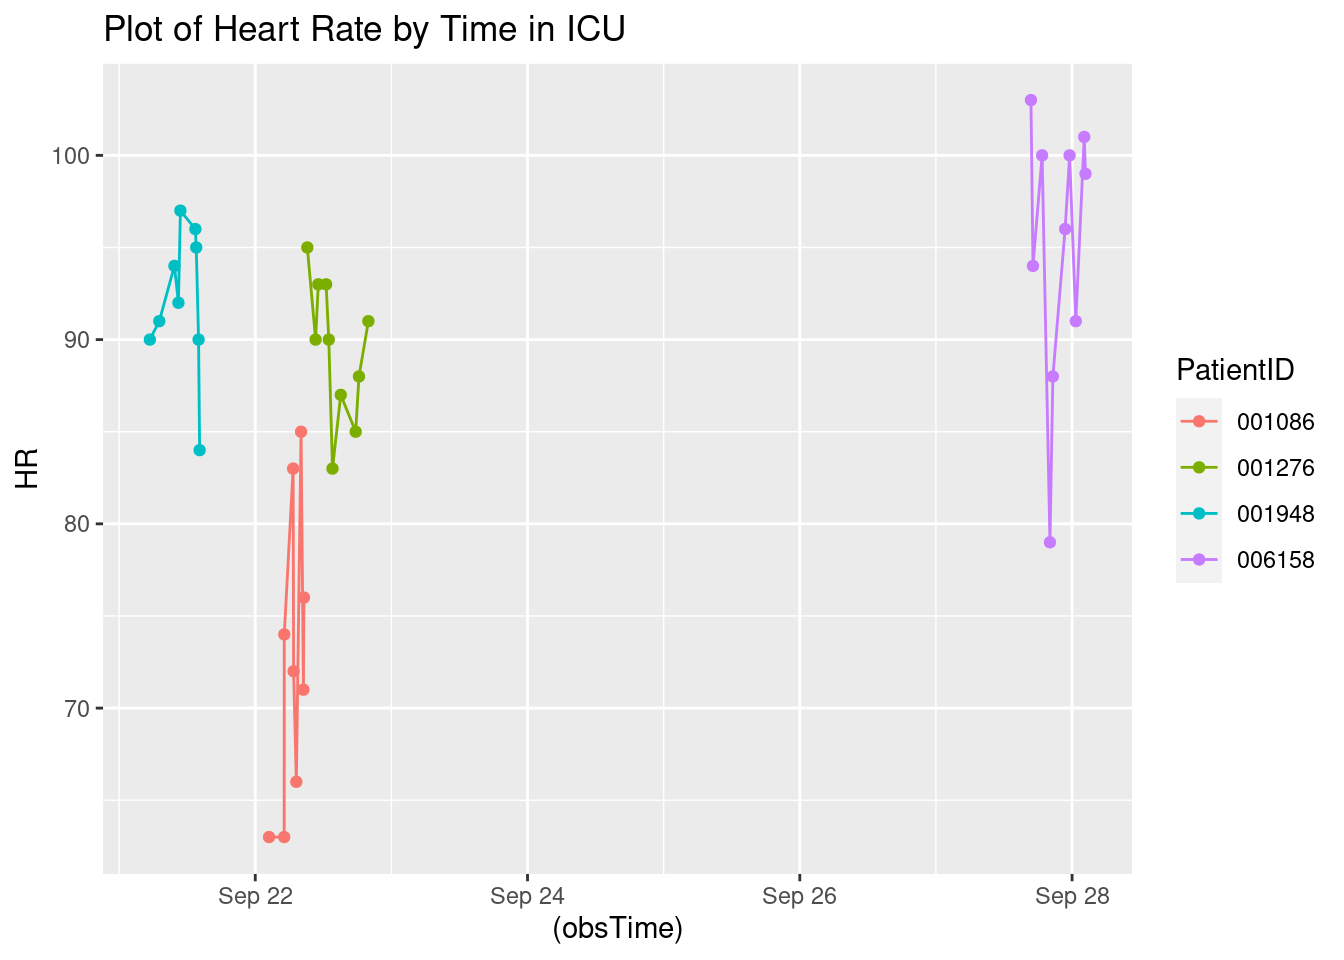 Plot of Heart Rate by Time in ICU
HR
100
90
80
70
Sep 22
Sep 24
Sep 26
Sep 28
(obsTime)
PatientID
001086
001276
001948
006158